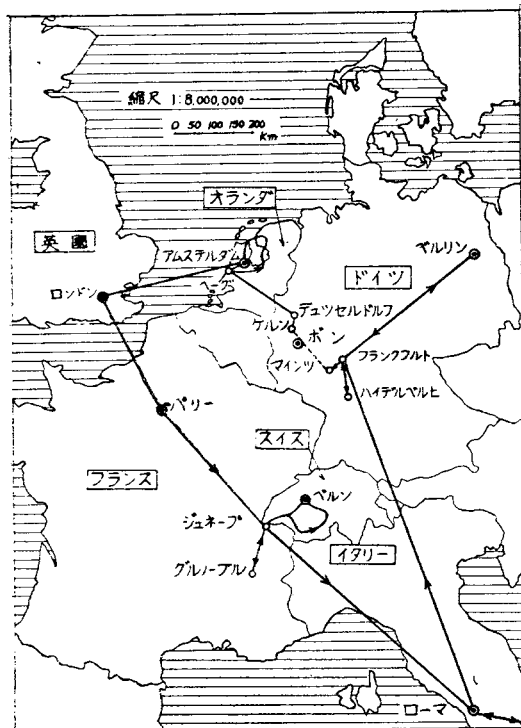 縮尺 1:8,000,000
0 50 100 150 200
Km
オランダ
英國
アムステルダム
ヘーグ
ベルリン
ドイツ
ロンドン
デュッセルドルフ
ケルン
ボン
フランクフルト
マインツ
ハイデルベルヒ
パリー
スイス
フランス
ベルン
ジュネーブ
イタリー
グルノーブル
ローマ